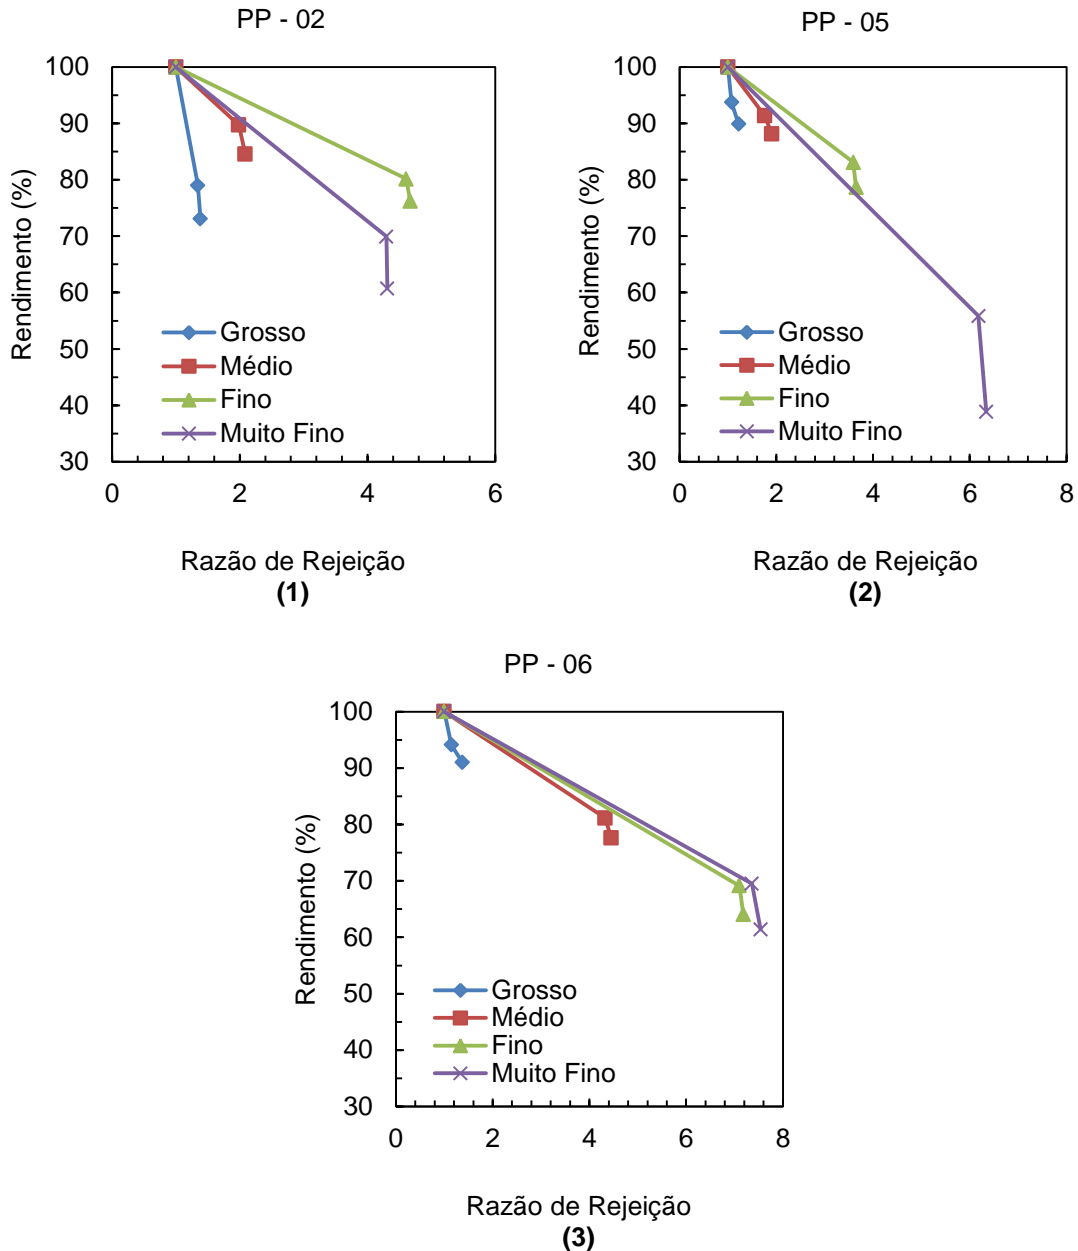 PP - 02
100
90
80
70
60
50
40
30
Rendimento (%)
Grosso
Médio
Fino
Muito Fino
0 2 4 6
Razão de Rejeição
(1)
PP - 05
100
90
80
70
60
50
40
30
Rendimento (%)
Grosso
Médio
Fino
Muito Fino
0 2 4 6 8
Razão de Rejeição
(2)
PP - 06
100
90
80
70
60
50
40
30
Rendimento (%)
Grosso
Médio
Fino
Muito Fino
0 2 4 6 8
Razão de Rejeição
(3)